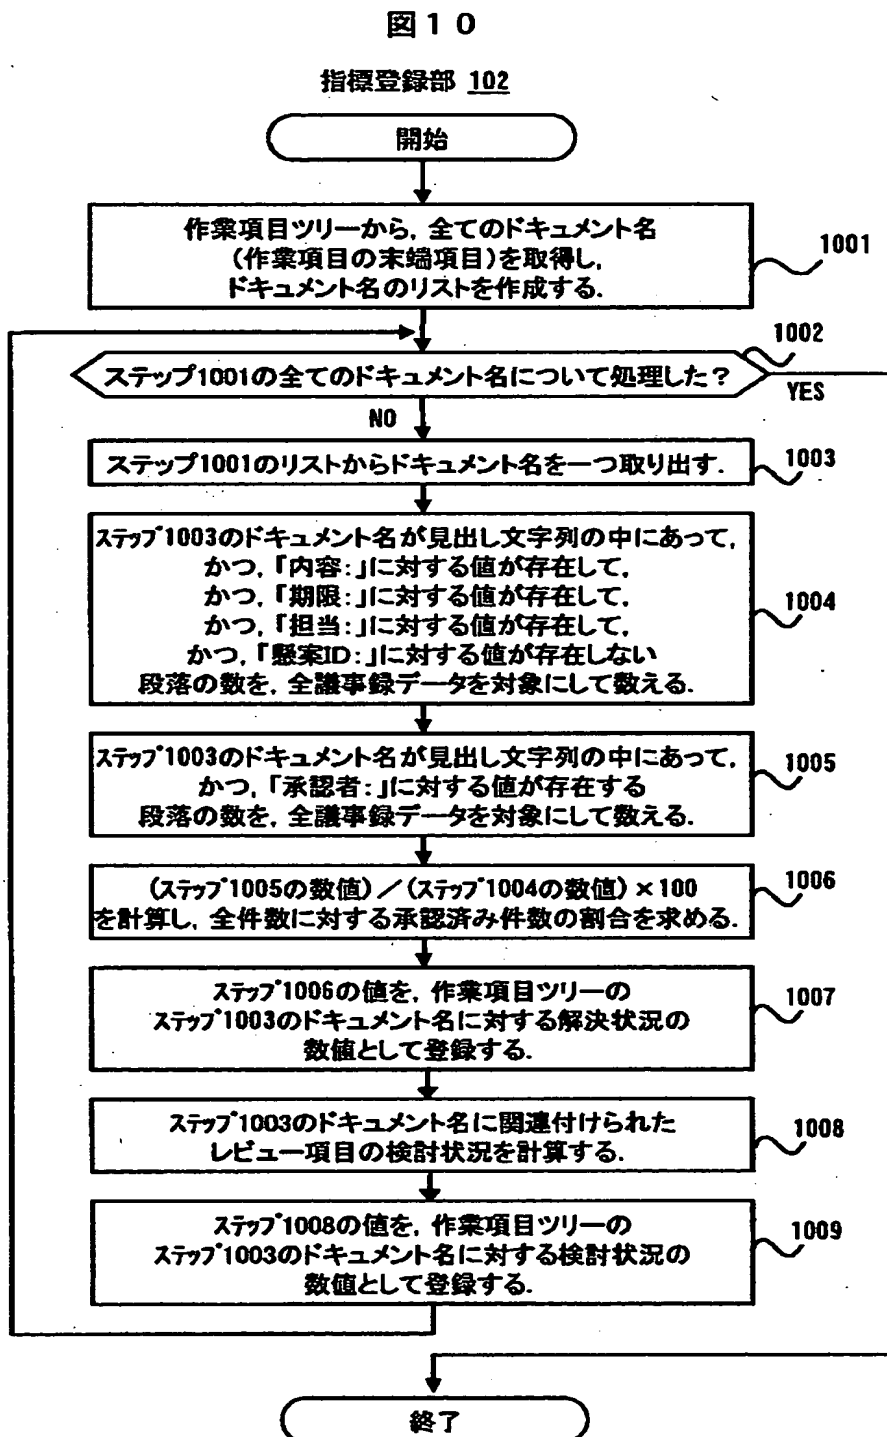 図１０
指標登録部 102
開始
作業項目ツリーから, 全てのドキュメント名
(作業項目の末端項目)を取得し,
ドキュメント名のリストを作成する.
1001
1002
ステップ1001の全てのドキュメント名について処理した？
YES
NO
ステップ1001のリストからドキュメント名を一つ取り出す.
1003
ステップ1003のドキュメント名が見出し文字列の中にあって,
かつ,「内容:」に対する値が存在して,
かつ,「期限:」に対する値が存在して,
かつ,「担当:」に対する値が存在して,
かつ,「懸案ID:」に対する値が存在しない
段落の数を, 全議事録データを対象にして数える.
1004
ステップ1003のドキュメント名が見出し文字列の中にあって,
かつ,「承認者:」に対する値が存在する
段落の数を, 全議事録データを対象にして数える.
1005
(ステップ1005の数値)／(ステップ1004の数値)×100
を計算し, 全件数に対する承認済み件数の割合を求める.
1006
ステップ1006の値を, 作業項目ツリーの
ステップ1003のドキュメント名に対する解決状況の
数値として登録する.
1007
ステップ1003のドキュメント名に関連付けられた
レビュー項目の検討状況を計算する.
1008
ステップ1008の値を, 作業項目ツリーの
ステップ1003のドキュメント名に対する検討状況の
数値として登録する.
1009
終了